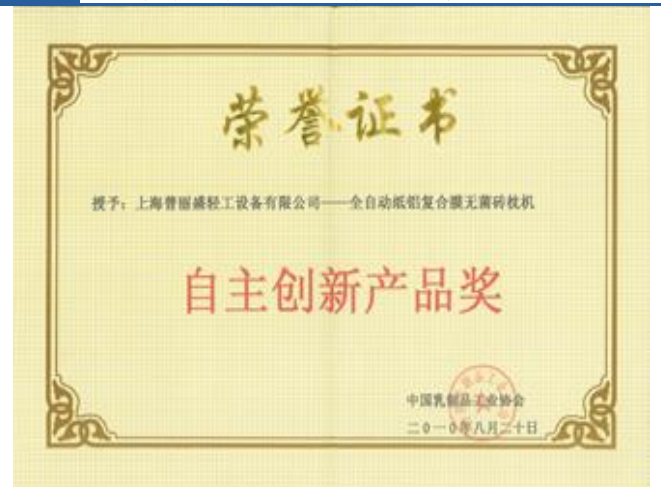 荣誉证书
授予：上海普丽盛轻工设备有限公司——全自动纸铝复合膜无菌砖枕机
自主创新产品奖
中国乳制品工业协会
二0一0年八月二十日